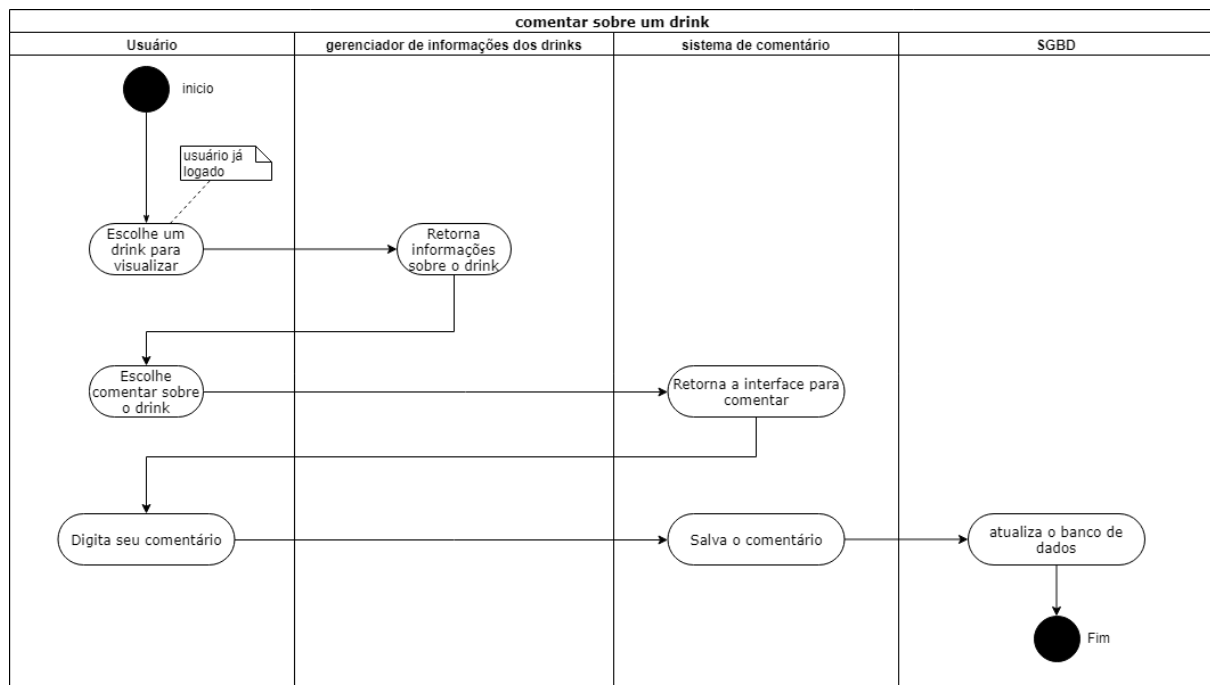 comentar sobre um drink
Usuário
gerenciador de informações dos drinks
sistema de comentário
SGBD
inicio
usuário já
logado
Escolhe um
drink para
visualizar
Retorna
informações
sobre o drink
Escolhe
comentar sobre
o drink
Retorna a interface para
comentar
Digita seu comentário
Salva o comentário
atualiza o banco de
dados
Fim